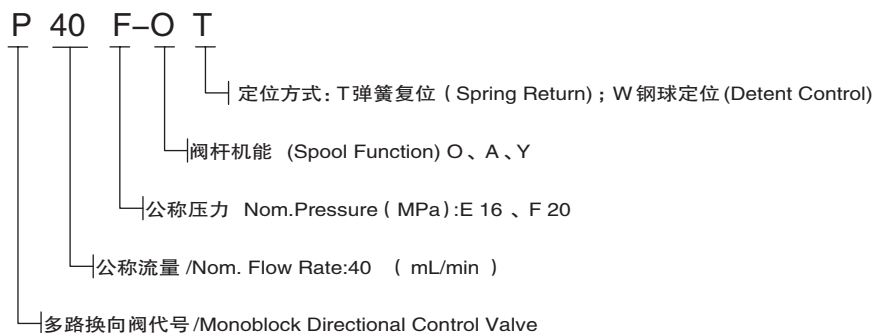 P 40 F–O T
定位方式：T弹簧复位（Spring Return)；W钢球定位(Detent Control)
阀杆机能 (Spool Function) O、A、Y
公称压力 Nom.Pressure（MPa）:E 16、F 20
公称流量/Nom. Flow Rate:40 （mL/min）
多路换向阀代号/Monoblock Directional Control Valve